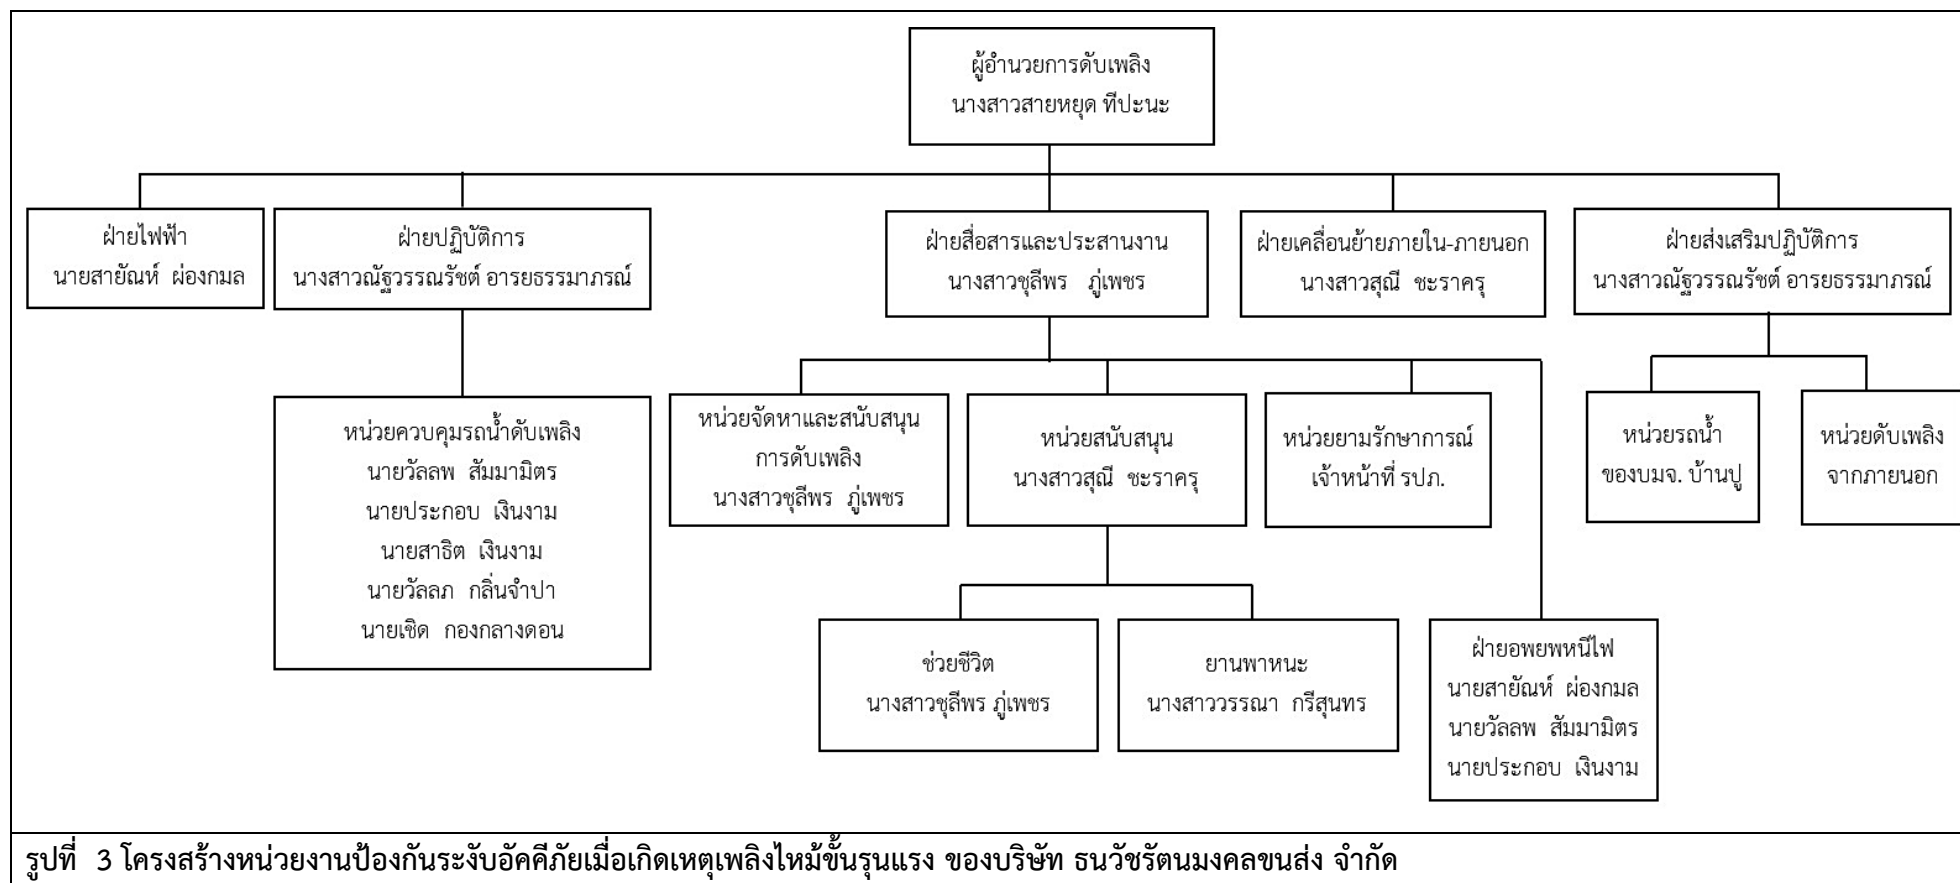 ผู้อำนวยการดับเพลิง
นางสาวสายหยุด ทีปะนะ
ฝ่ายไฟฟ้า
นายสายัณห์ ผ่องกมล
ฝ่ายปฏิบัติการ
นางสาวณัฐวรรณรัชต์ อารยธรรมาภรณ์
ฝ่ายสื่อสารและประสานงาน
นางสาวชุลีพร ภู่เพชร
ฝ่ายเคลื่อนย้ายภายใน-ภายนอก
นางสาวสุณี ชะราครุ
ฝ่ายส่งเสริมปฏิบัติการ
นางสาวณัฐวรรณรัชต์ อารยธรรมาภรณ์
หน่วยควบคุมรถน้ำดับเพลิง
นายวัลลพ สัมมามิตร
นายประกอบ เงินงาม
นายสาธิต เงินงาม
นายวัลลภ กลิ่นจำปา
นายเชิด กองกลางดอน
หน่วยจัดหาและสนับสนุน
การดับเพลิง
นางสาวชุลีพร ภู่เพชร
หน่วยสนับสนุน
นางสาวสุณี ชะราครุ
หน่วยยามรักษาการณ์
เจ้าหน้าที่ รปภ.
หน่วยรถน้ำ
ของบมจ. บ้านปู
หน่วยดับเพลิง
จากภายนอก
ช่วยชีวิต
นางสาวชุลีพร ภู่เพชร
ยานพาหนะ
นางสาววรรณา กรีสุนทร
ฝ่ายอพยพหนีไฟ
นายสายัณห์ ผ่องกมล
นายวัลลพ สัมมามิตร
นายประกอบ เงินงาม
รูปที่ 3 โครงสร้างหน่วยงานป้องกันระงับอัคคีภัยเมื่อเกิดเหตุเพลิงไหม้ขั้นรุนแรง ของบริษัท ธนวัชรัตนมงคลขนส่ง จำกัด